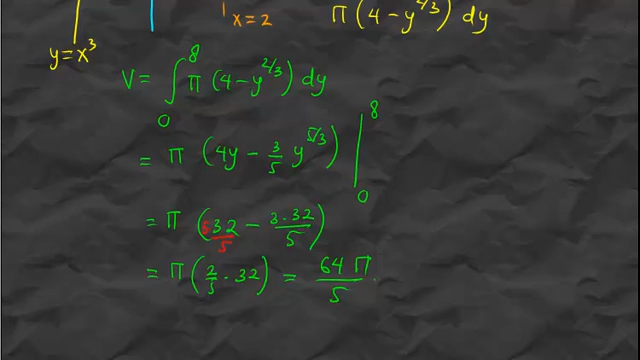 x=2
π(4-y^{2/3}) dy
y=x³
V= ∫₀⁸ π (4-y^{2/3}) dy
= π (4y - 3/5 y^{5/3}) |₀⁸
= π (5·32/5 - 3·32/5)
= π (2/5 · 32) = 64π/5